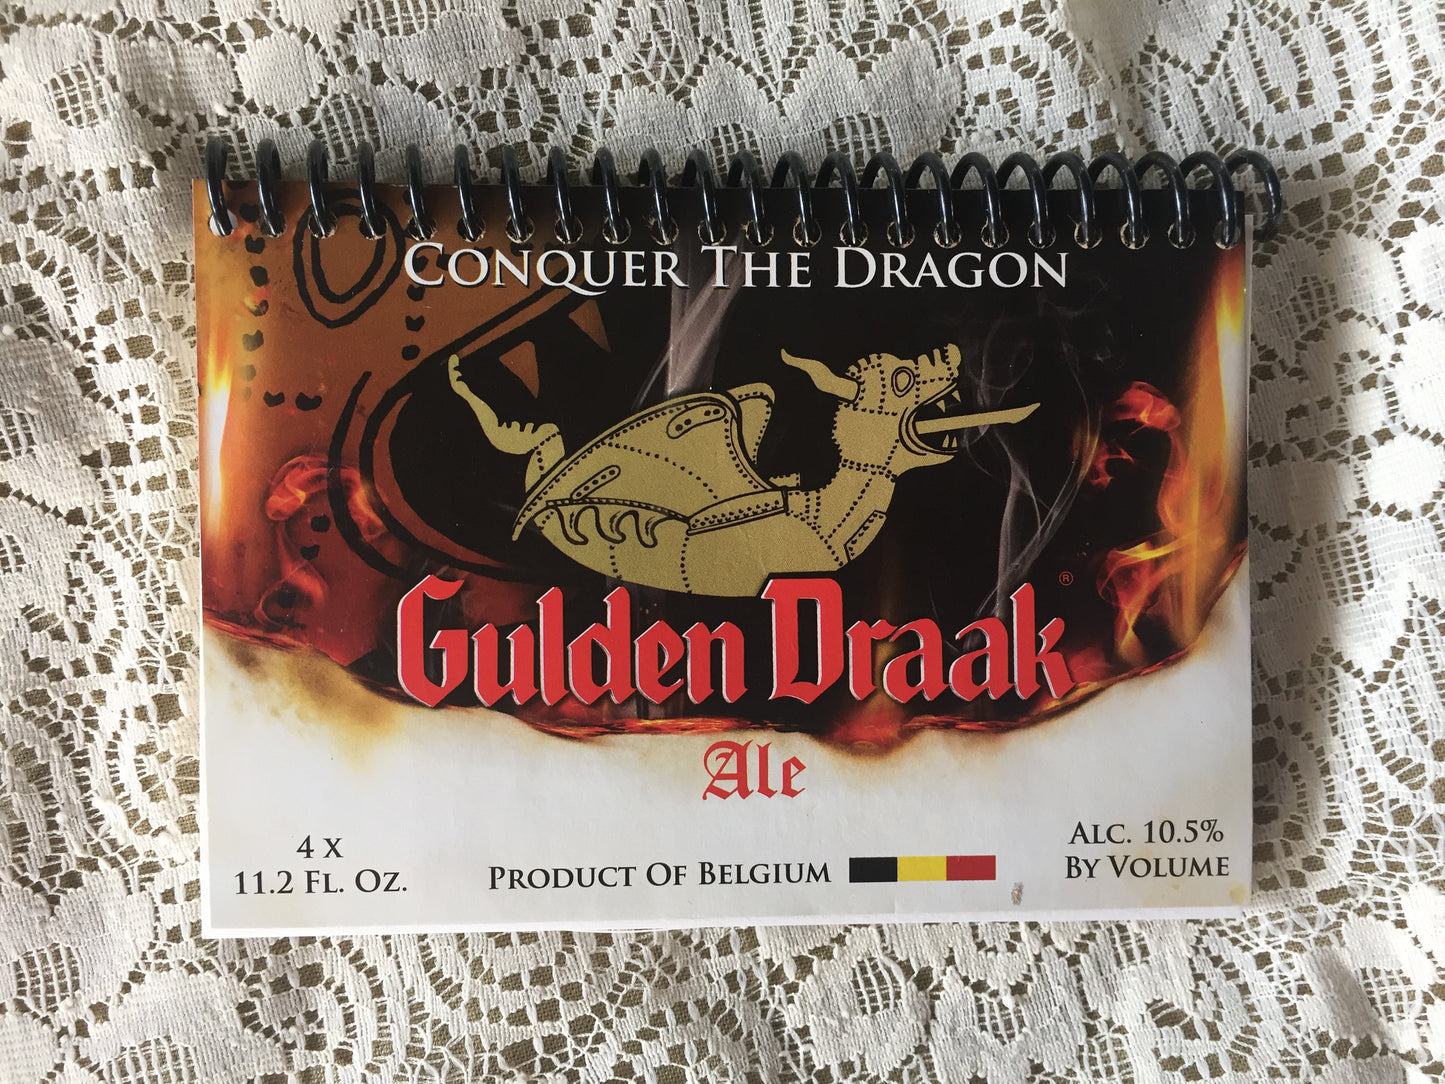 Conquer The Dragon
Gulden Draak ®
Ale
4 x
11.2 Fl. Oz.
Product Of Belgium
Alc. 10.5%
By Volume